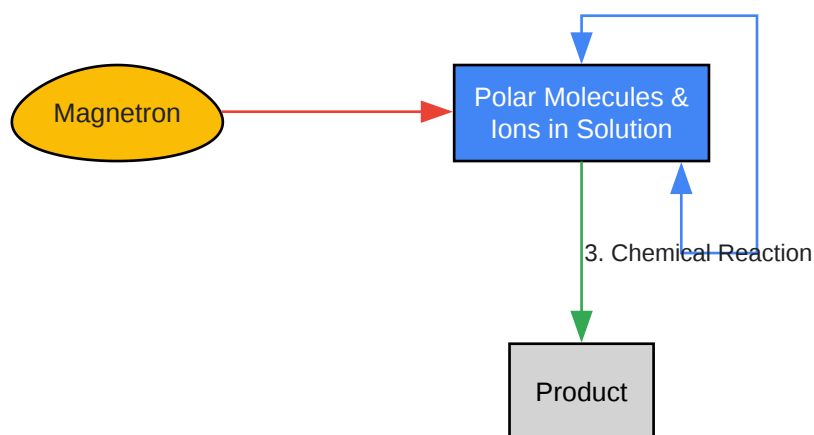 Magnetron
Polar Molecules &
Ions in Solution
3. Chemical Reaction
Product